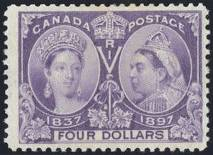 CANADA POSTAGE
V R I
1837 1897
FOUR DOLLARS